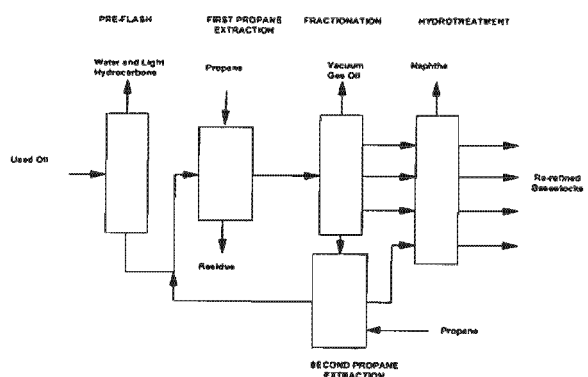 PRE-FLASH
FIRST PROPANE
EXTRACTION
FRACTIONATION
HYDROTREATMENT
Water and Light
Hydrocarbons
Propane
Vacuum
Gas Oil
Naphtha
Used Oil
Re-refined
Basestocks
Residue
Propane
SECOND PROPANE
EXTRACTION